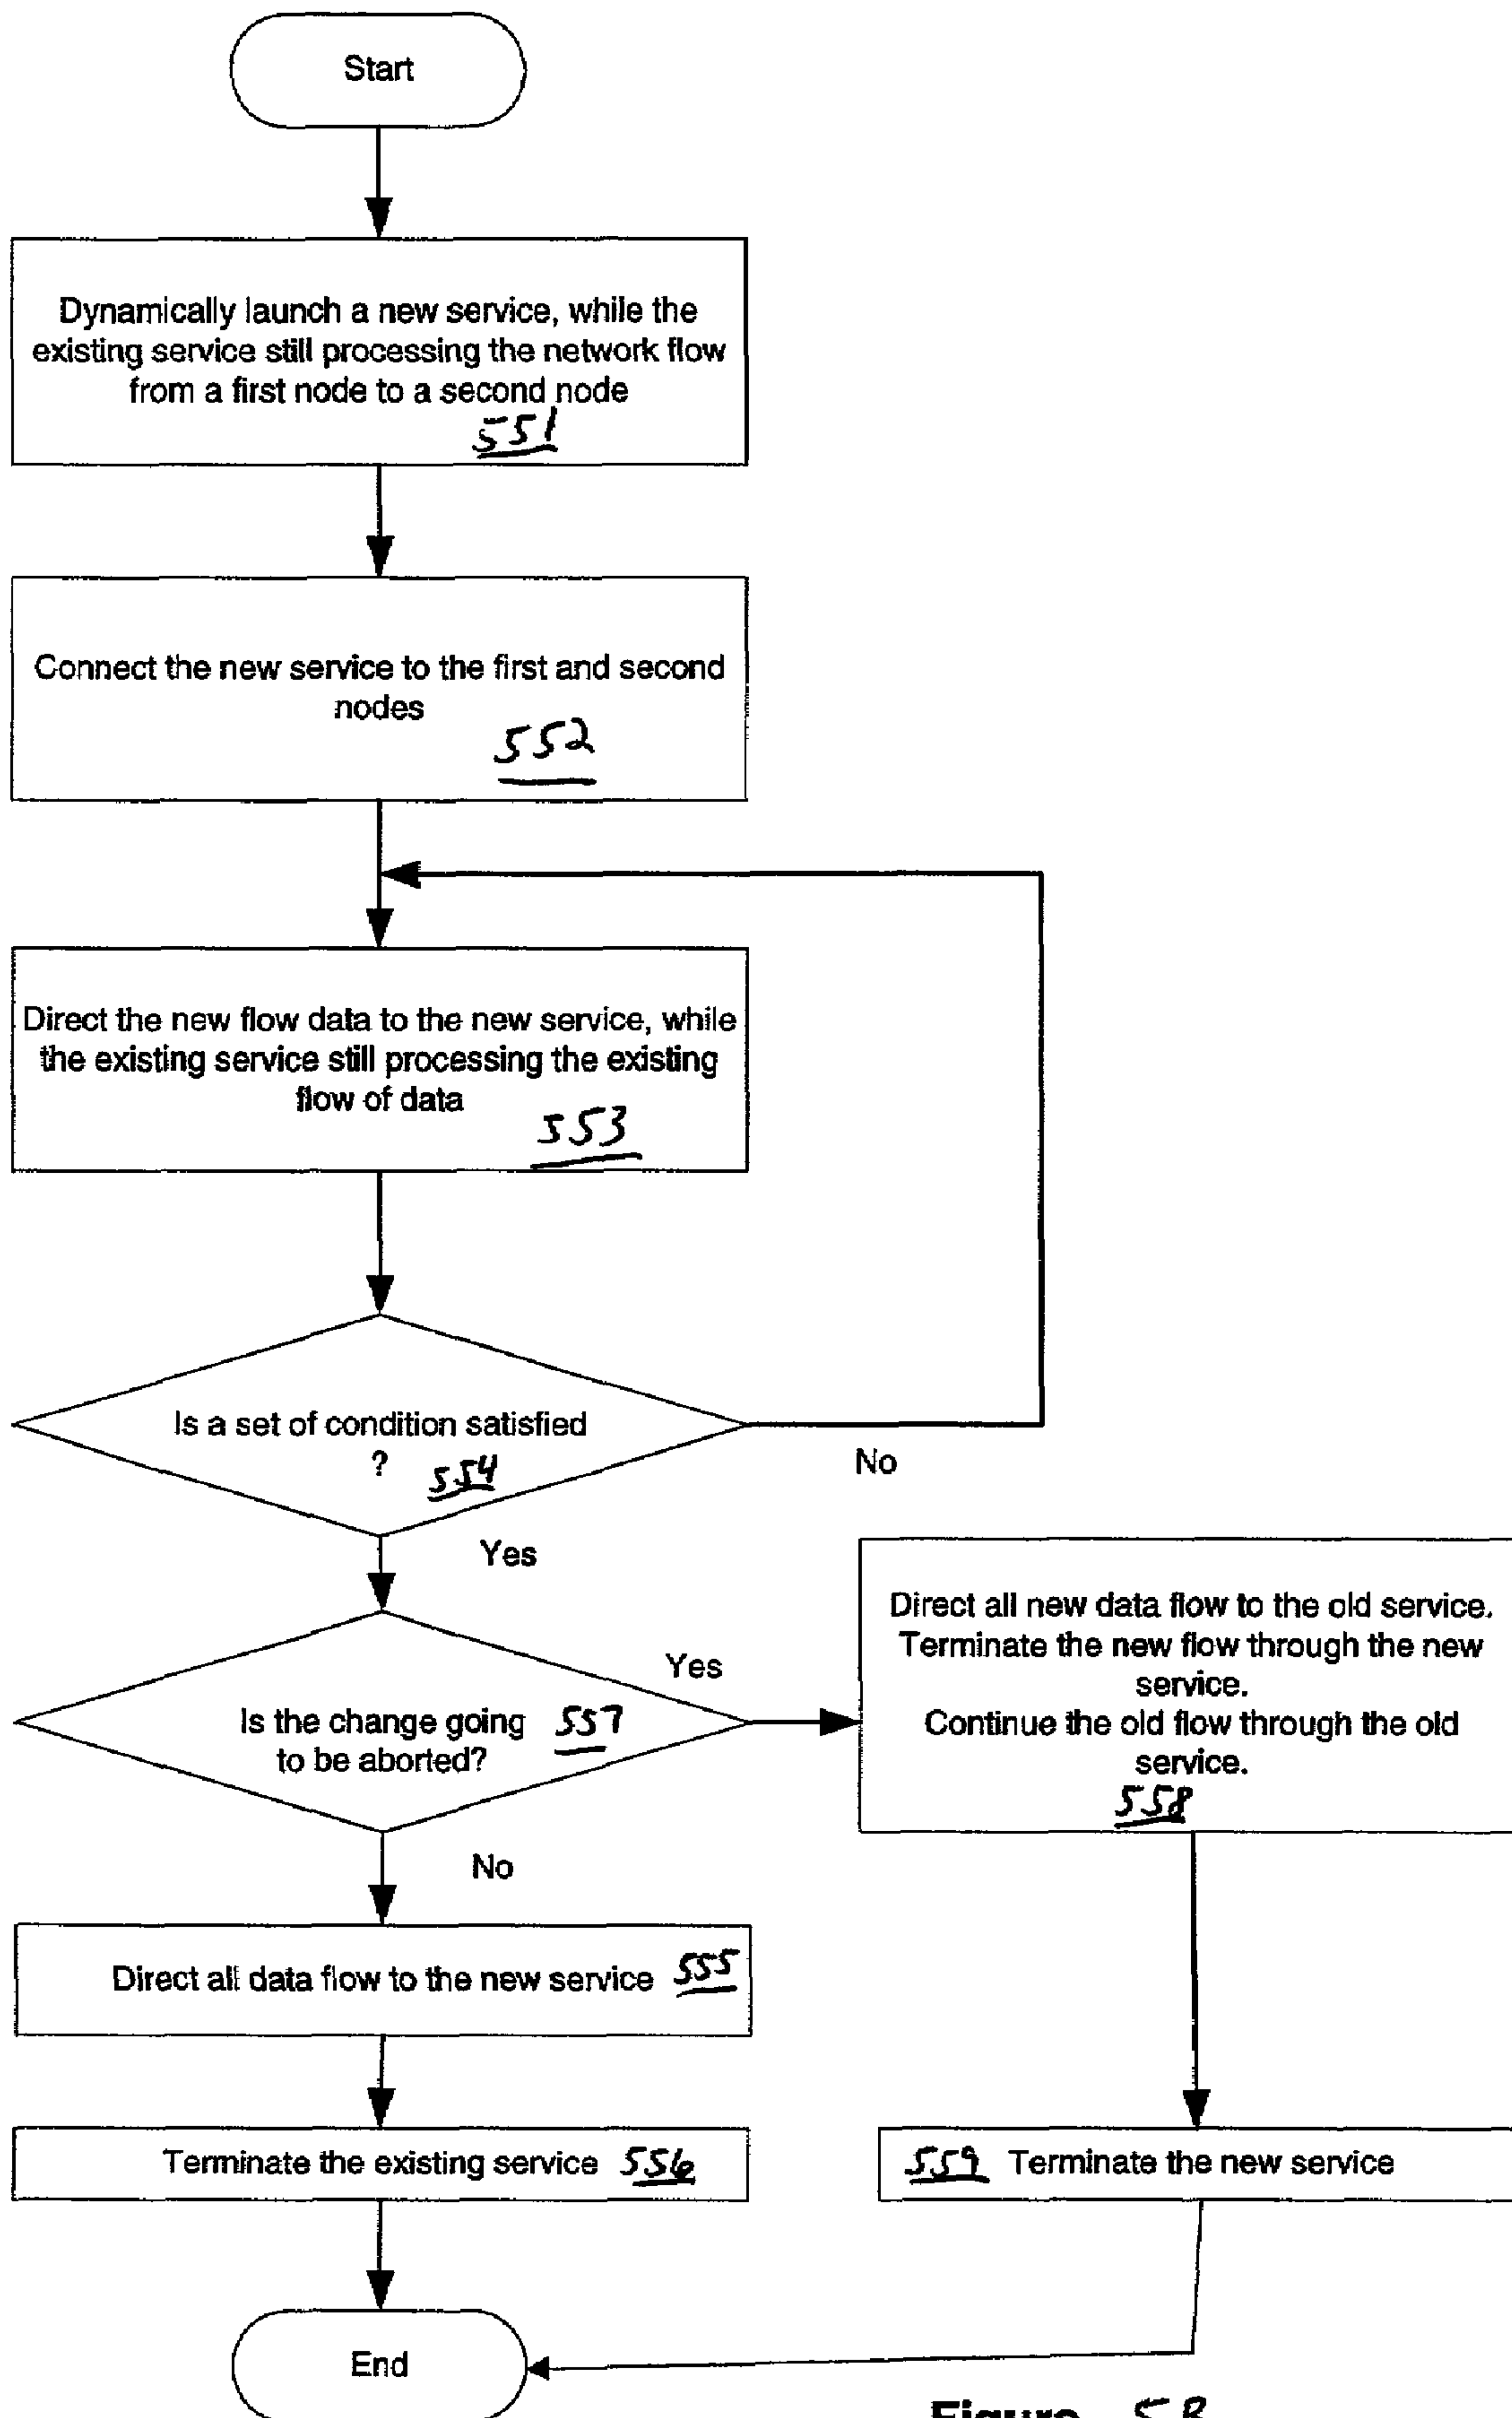 Start
Dynamically launch a new service, while the
existing service still processing the network flow
from a first node to a second node
551
Connect the new service to the first and second
nodes
552
Direct the new flow data to the new service, while
the existing service still processing the existing
flow of data
553
Is a set of condition satisfied
?
554
No
Yes
Is the change going
to be aborted?
557
Yes
Direct all new data flow to the old service.
Terminate the new flow through the new
service.
Continue the old flow through the old
service.
558
No
Direct all data flow to the new service 555
Terminate the existing service 556
559 Terminate the new service
End
Figure 5B